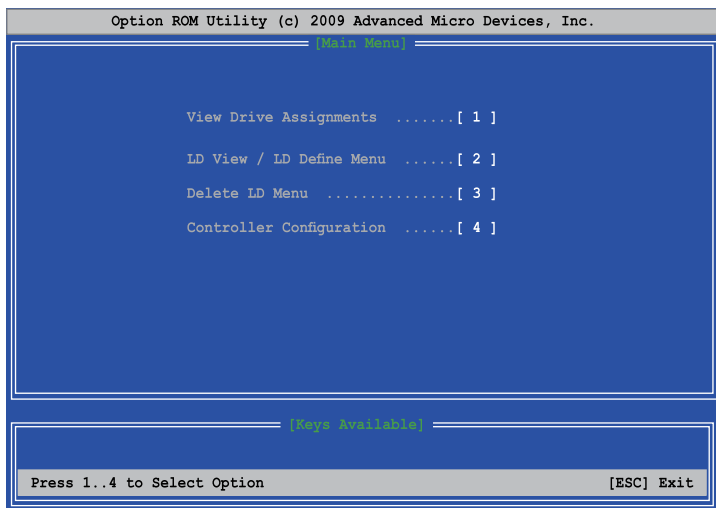 Option ROM Utility (c) 2009 Advanced Micro Devices, Inc.
[Main Menu]
View Drive Assignments .......[ 1 ]
LD View / LD Define Menu ......[ 2 ]
Delete LD Menu ...............[ 3 ]
Controller Configuration ......[ 4 ]
[Keys Available]
Press 1..4 to Select Option [ESC] Exit